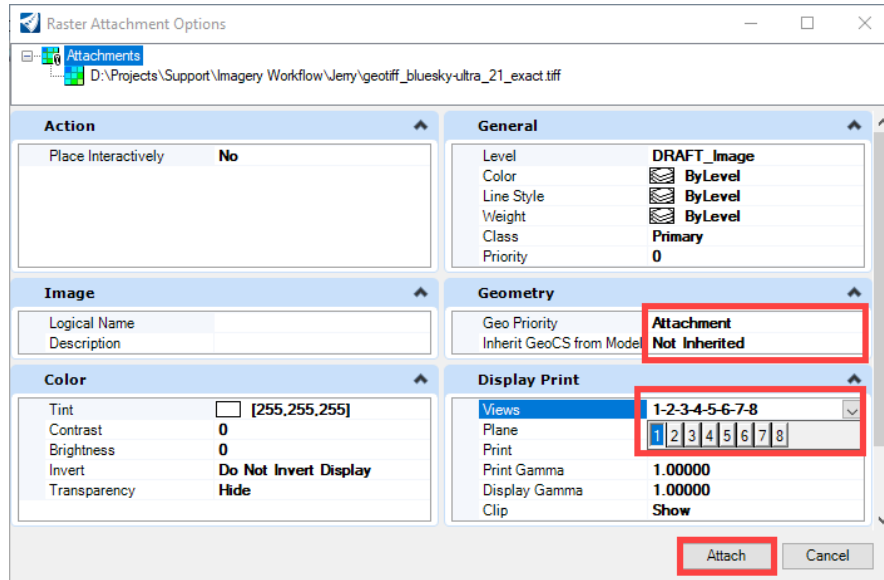 Raster Attachment Options
Attachments
D:\Projects\Support\Imagery Workflow\Jerry\geotiff_bluesky-ultra_21_exact.tiff
Action
Place Interactively No
General
Level DRAFT_Image
Color ByLevel
Line Style ByLevel
Weight ByLevel
Class Primary
Priority 0
Image
Logical Name
Description
Geometry
Geo Priority Attachment
Inherit GeoCS from Model Not Inherited
Color
Tint [255,255,255]
Contrast 0
Brightness 0
Invert Do Not Invert Display
Transparency Hide
Display Print
Views 1-2-3-4-5-6-7-8
Plane 1 2 3 4 5 6 7 8
Print
Print Gamma 1.00000
Display Gamma 1.00000
Clip Show
Attach Cancel